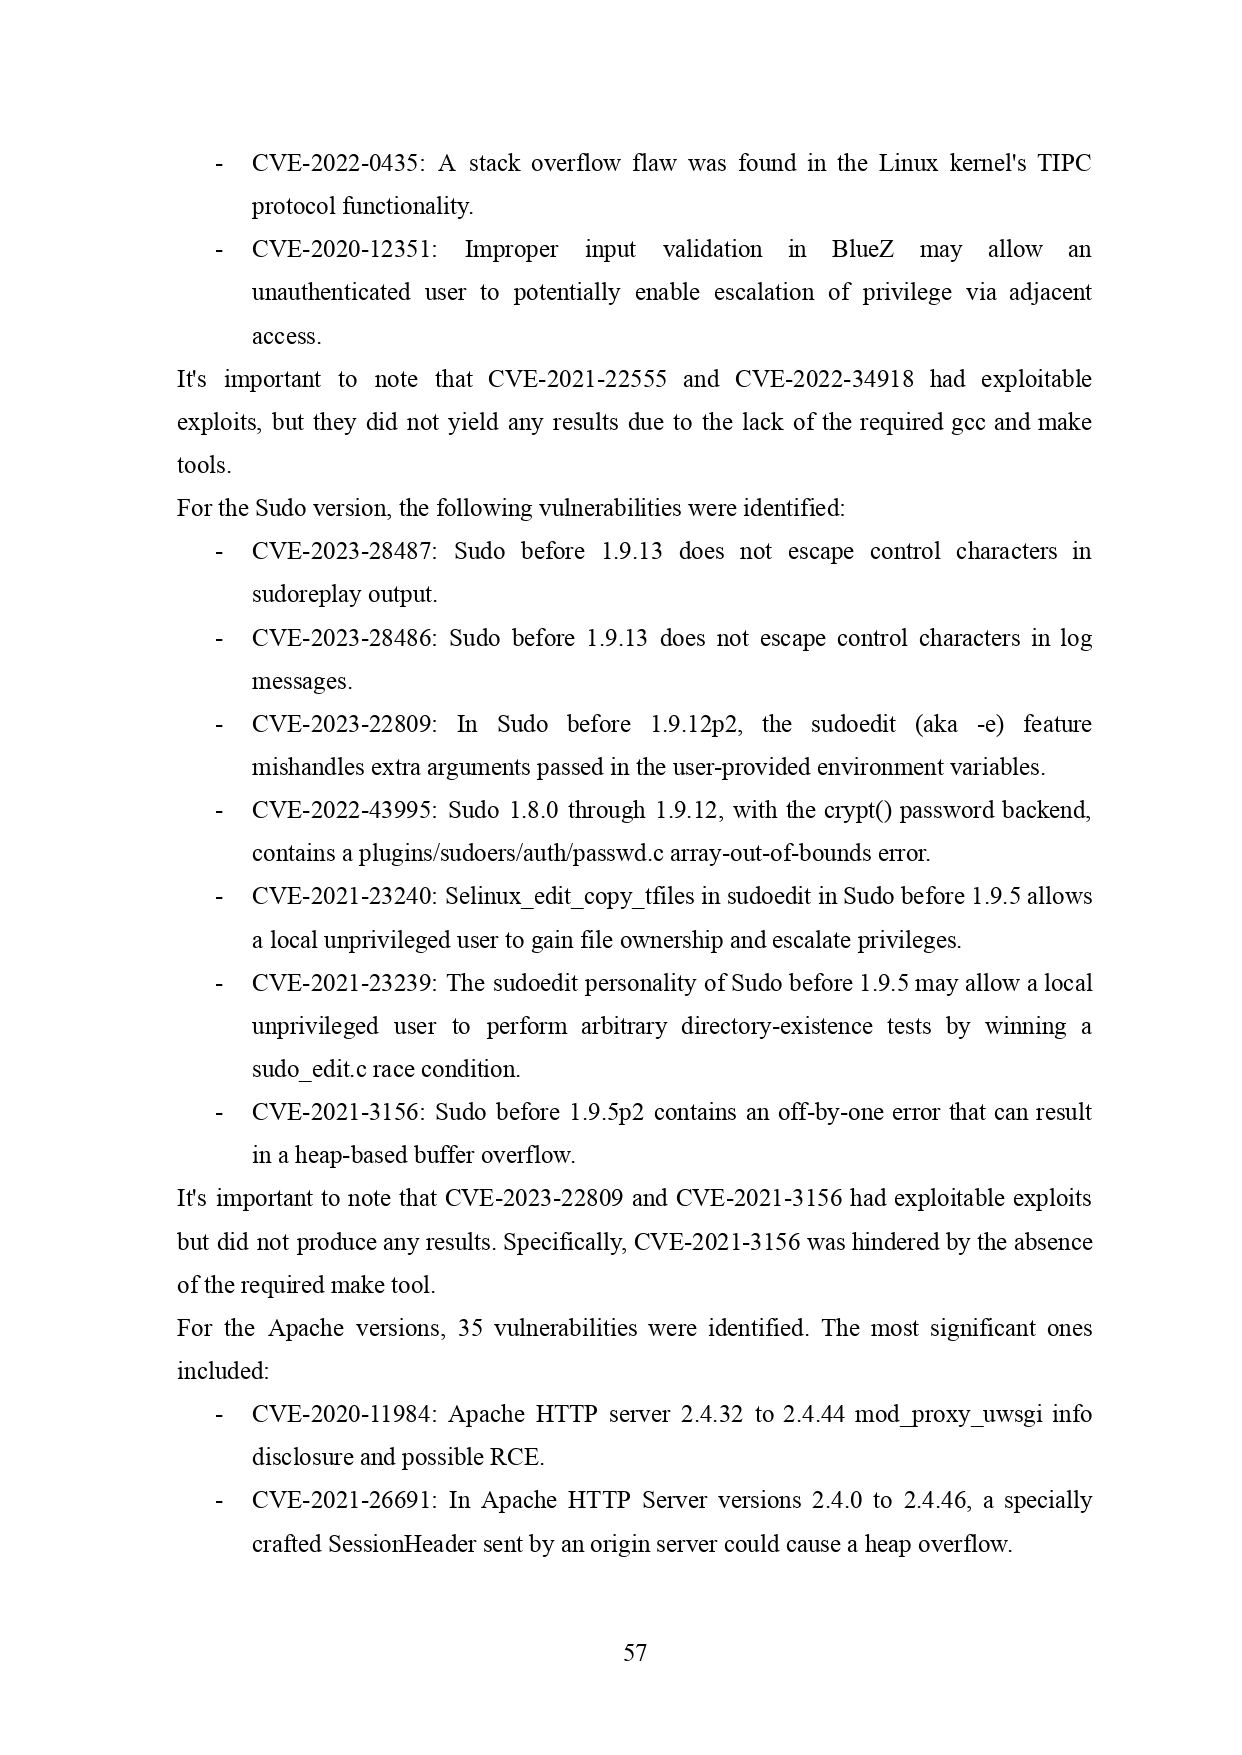 - CVE-2022-0435: A stack overflow flaw was found in the Linux kernel's TIPC
protocol functionality.
- CVE-2020-12351: Improper input validation in BlueZ may allow an
unauthenticated user to potentially enable escalation of privilege via adjacent
access.
It's important to note that CVE-2021-22555 and CVE-2022-34918 had exploitable
exploits, but they did not yield any results due to the lack of the required gcc and make
tools.
For the Sudo version, the following vulnerabilities were identified:
- CVE-2023-28487: Sudo before 1.9.13 does not escape control characters in
sudoreplay output.
- CVE-2023-28486: Sudo before 1.9.13 does not escape control characters in log
messages.
- CVE-2023-22809: In Sudo before 1.9.12p2, the sudoedit (aka -e) feature
mishandles extra arguments passed in the user-provided environment variables.
- CVE-2022-43995: Sudo 1.8.0 through 1.9.12, with the crypt() password backend,
contains a plugins/sudoers/auth/passwd.c array-out-of-bounds error.
- CVE-2021-23240: Selinux_edit_copy_tfiles in sudoedit in Sudo before 1.9.5 allows
a local unprivileged user to gain file ownership and escalate privileges.
- CVE-2021-23239: The sudoedit personality of Sudo before 1.9.5 may allow a local
unprivileged user to perform arbitrary directory-existence tests by winning a
sudo_edit.c race condition.
- CVE-2021-3156: Sudo before 1.9.5p2 contains an off-by-one error that can result
in a heap-based buffer overflow.
It's important to note that CVE-2023-22809 and CVE-2021-3156 had exploitable exploits
but did not produce any results. Specifically, CVE-2021-3156 was hindered by the absence
of the required make tool.
For the Apache versions, 35 vulnerabilities were identified. The most significant ones
included:
- CVE-2020-11984: Apache HTTP server 2.4.32 to 2.4.44 mod_proxy_uwsgi info
disclosure and possible RCE.
- CVE-2021-26691: In Apache HTTP Server versions 2.4.0 to 2.4.46, a specially
crafted SessionHeader sent by an origin server could cause a heap overflow.
57